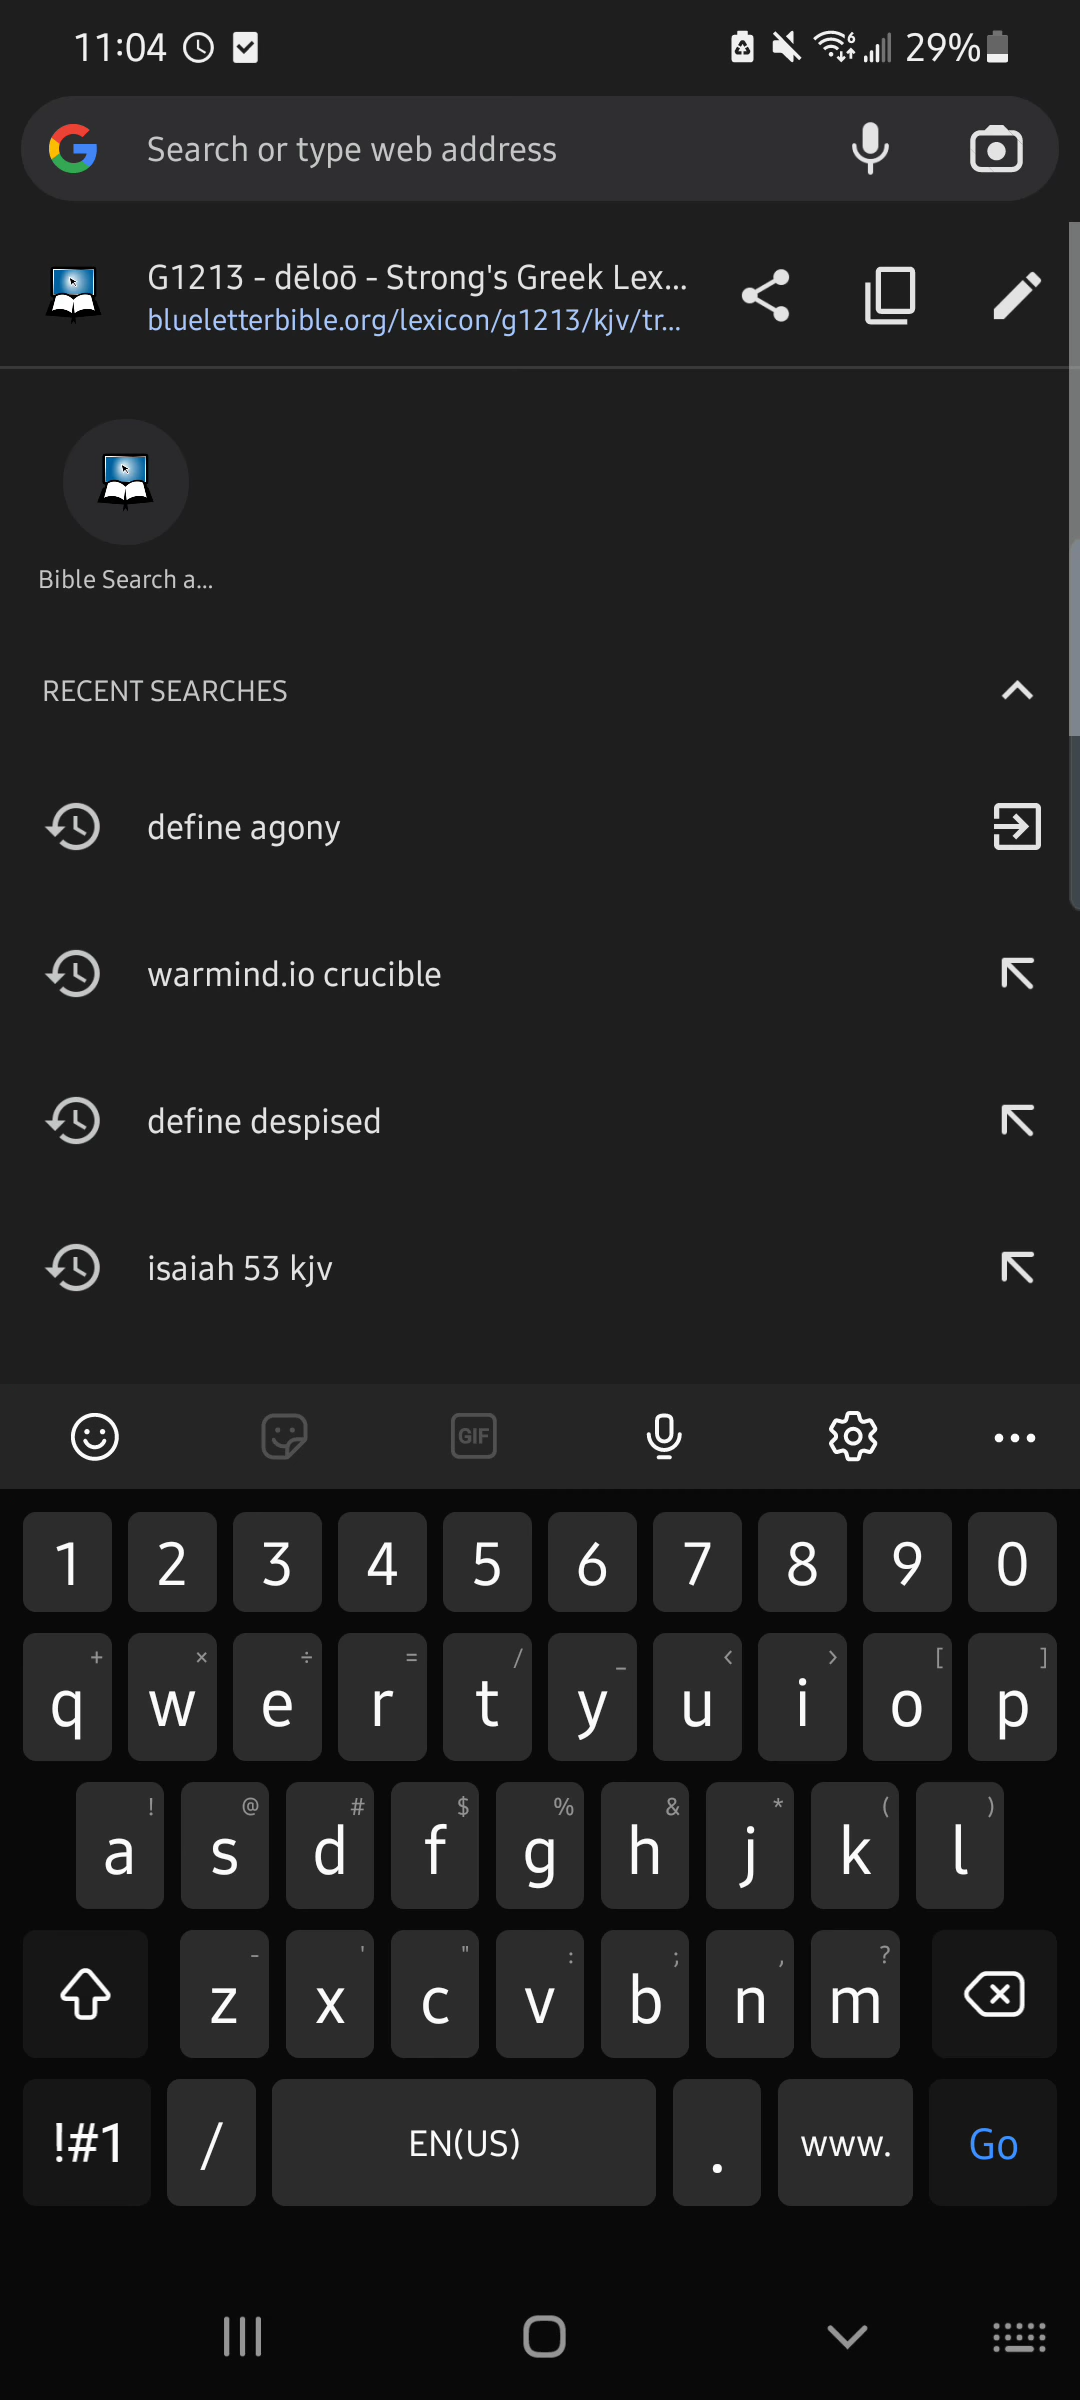 11:04
6
29%
Search or type web address
G1213 - dēloō - Strong's Greek Lex...
blueletterbible.org/lexicon/g1213/kjv/tr...
Bible Search a...
RECENT SEARCHES
define agony
warmind.io crucible
define despised
isaiah 53 kjv
GIF
1 2 3 4 5 6 7 8 9 0
+ × ÷ = / _ < > [ ]
q w e r t y u i o p
! @ # $ % & * ( )
a s d f g h j k l
- ' " : ; , ?
z x c v b n m
!#1 / EN(US) . www. Go